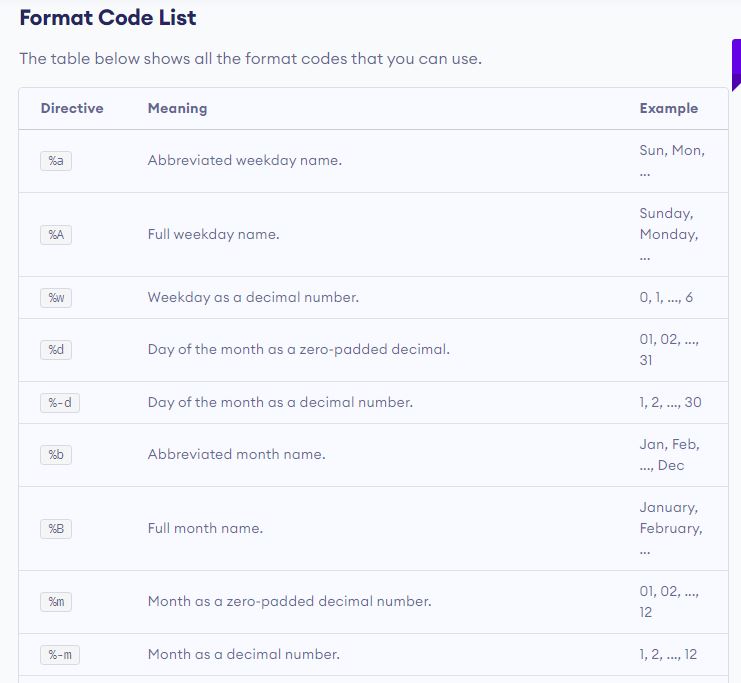 Format Code List
The table below shows all the format codes that you can use.
Directive Meaning Example
%a Abbreviated weekday name. Sun, Mon,
...
%A Full weekday name. Sunday,
Monday,
...
%w Weekday as a decimal number. 0, 1, ..., 6
%d Day of the month as a zero-padded decimal. 01, 02, ...,
31
%-d Day of the month as a decimal number. 1, 2, ..., 30
%b Abbreviated month name. Jan, Feb,
..., Dec
%B Full month name. January,
February,
...
%m Month as a zero-padded decimal number. 01, 02, ...,
12
%-m Month as a decimal number. 1, 2, ..., 12